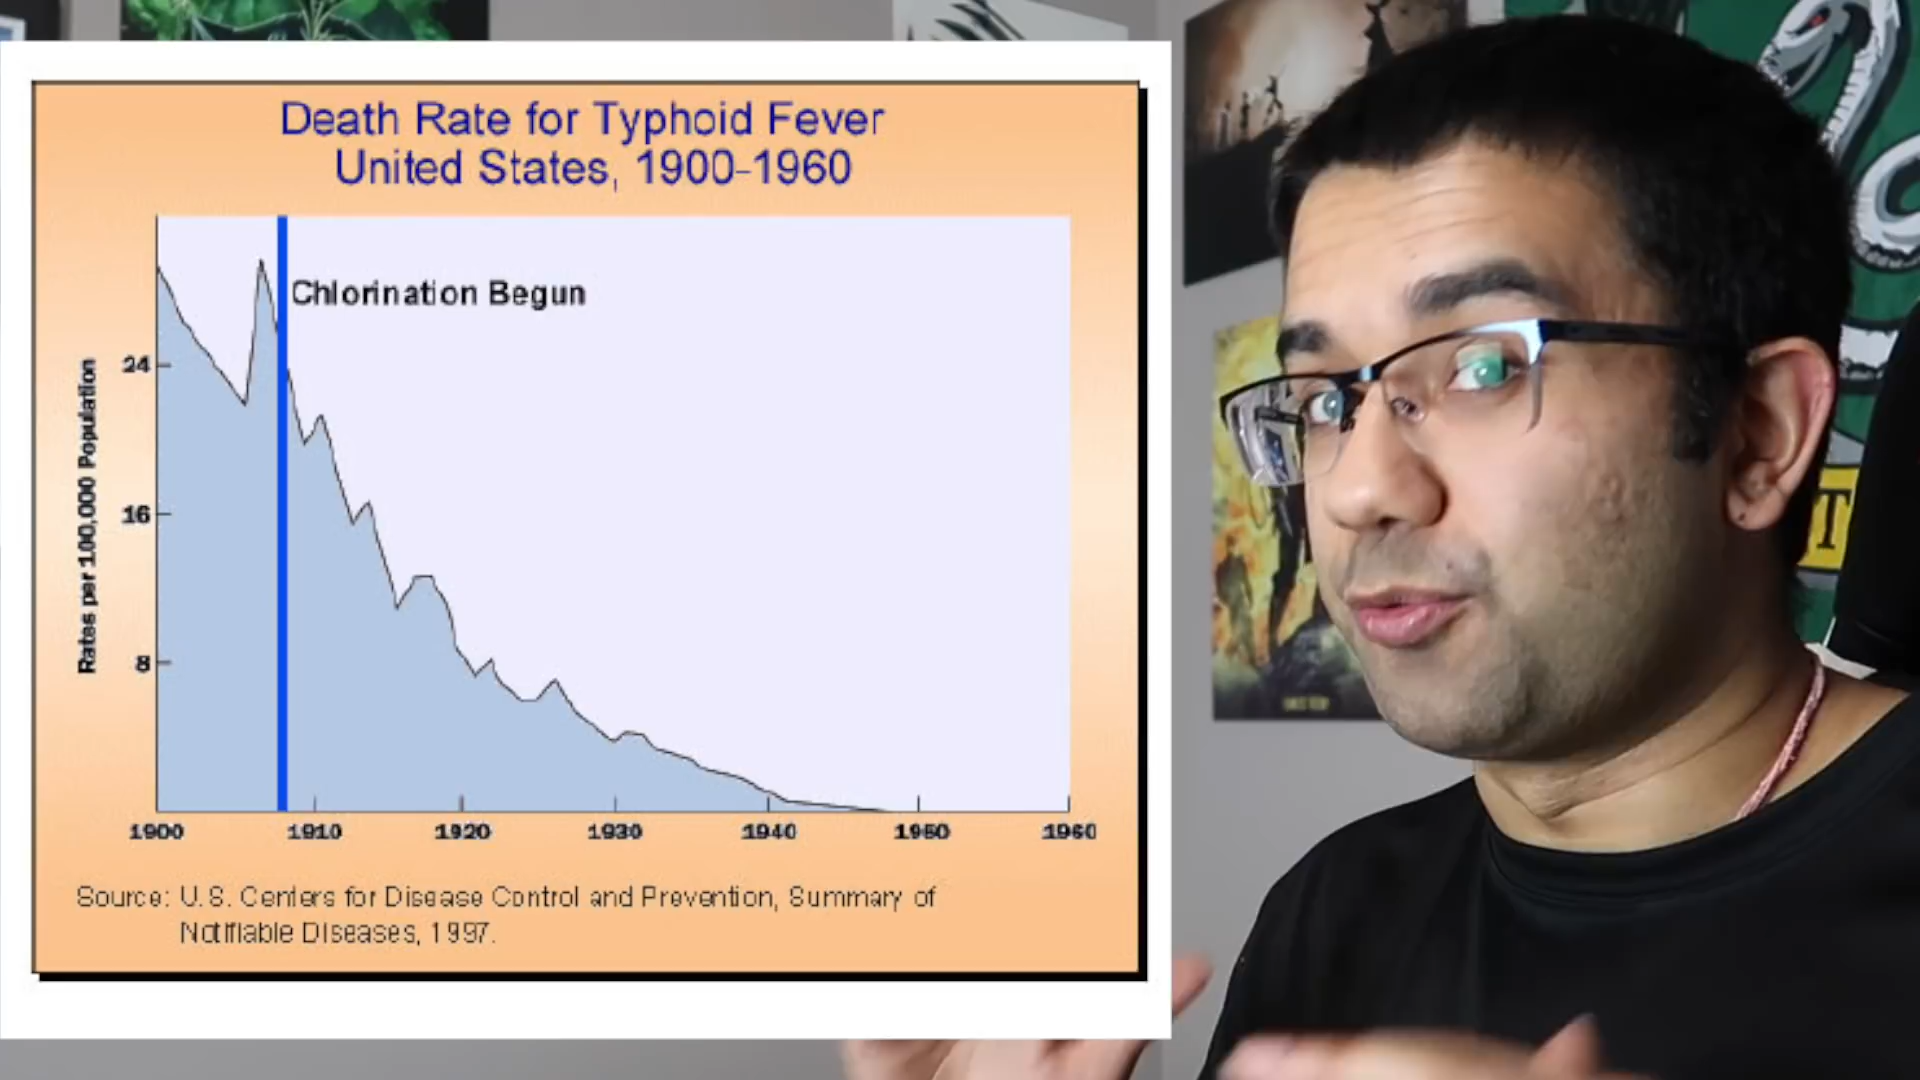 Death Rate for Typhoid Fever
United States, 1900-1960
Chlorination Begun
24
16
8
Rates per 100,000 Population
1900 1910 1920 1930 1940 1950 1960
Source: U.S. Centers for Disease Control and Prevention, Summary of
Notifiable Diseases, 1997.
T